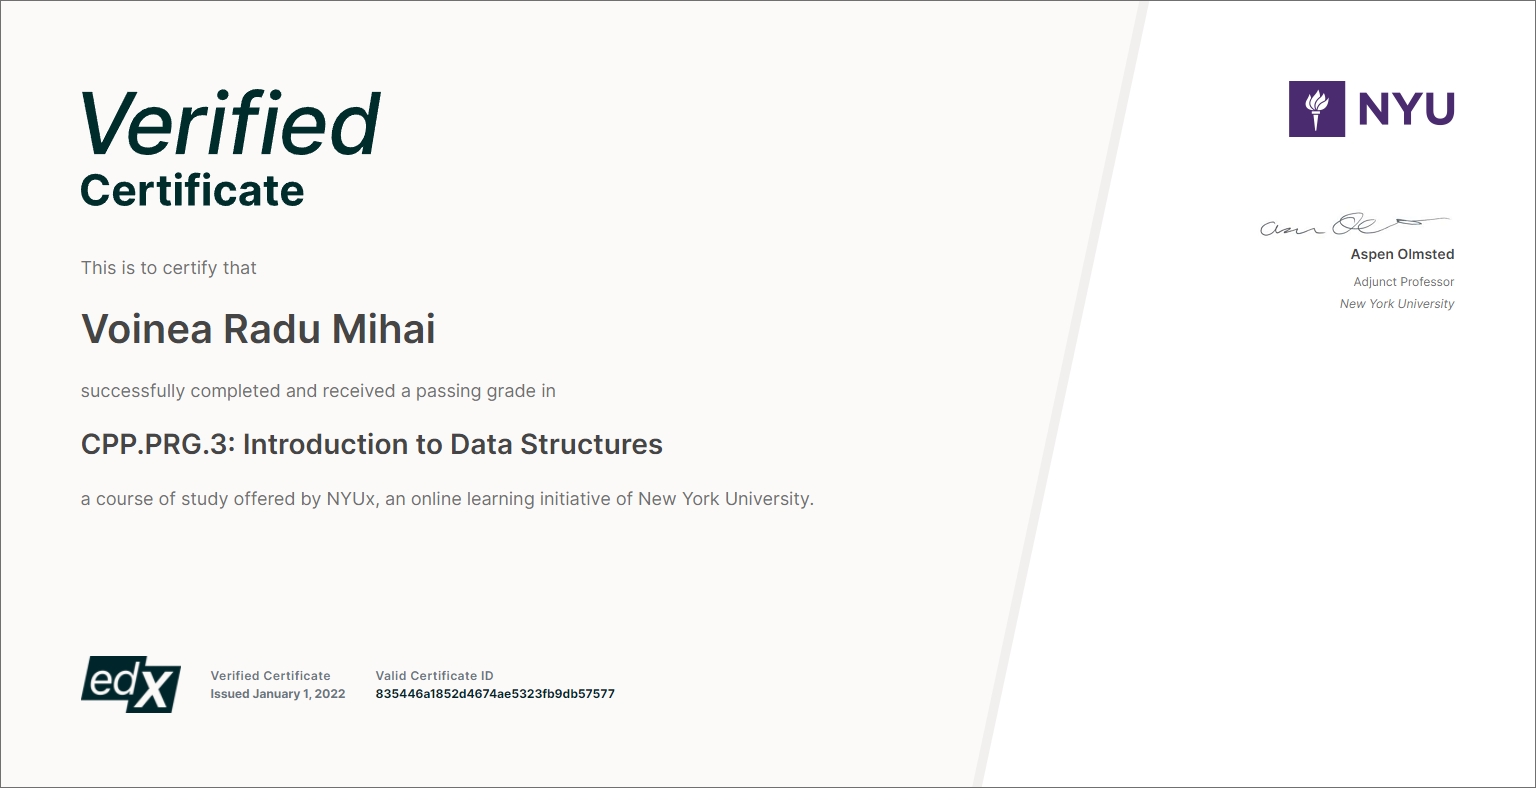 Verified
Certificate
This is to certify that
Voinea Radu Mihai
successfully completed and received a passing grade in
CPP.PRG.3: Introduction to Data Structures
a course of study offered by NYUx, an online learning initiative of New York University.
edX
Verified Certificate
Issued January 1, 2022
Valid Certificate ID
835446a1852d4674ae5323fb9db57577
NYU
Aspen Olmsted
Adjunct Professor
New York University